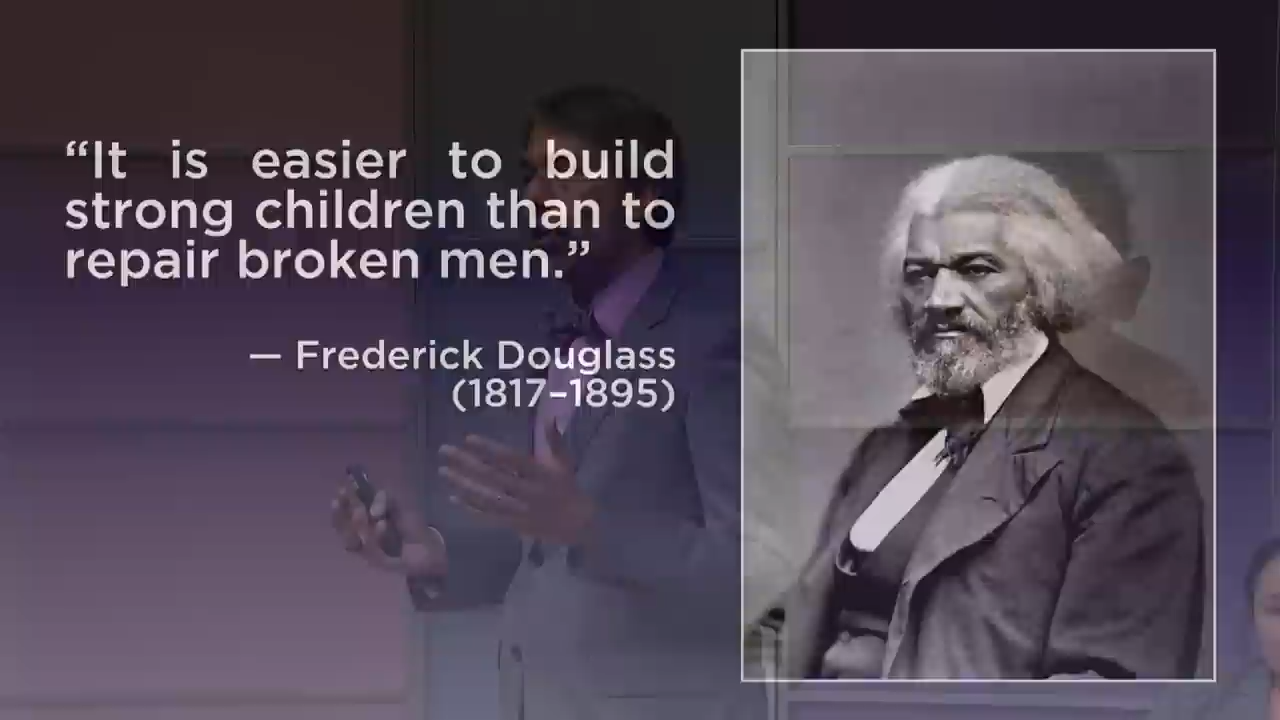 “It is easier to build
strong children than to
repair broken men.”
— Frederick Douglass
(1817–1895)